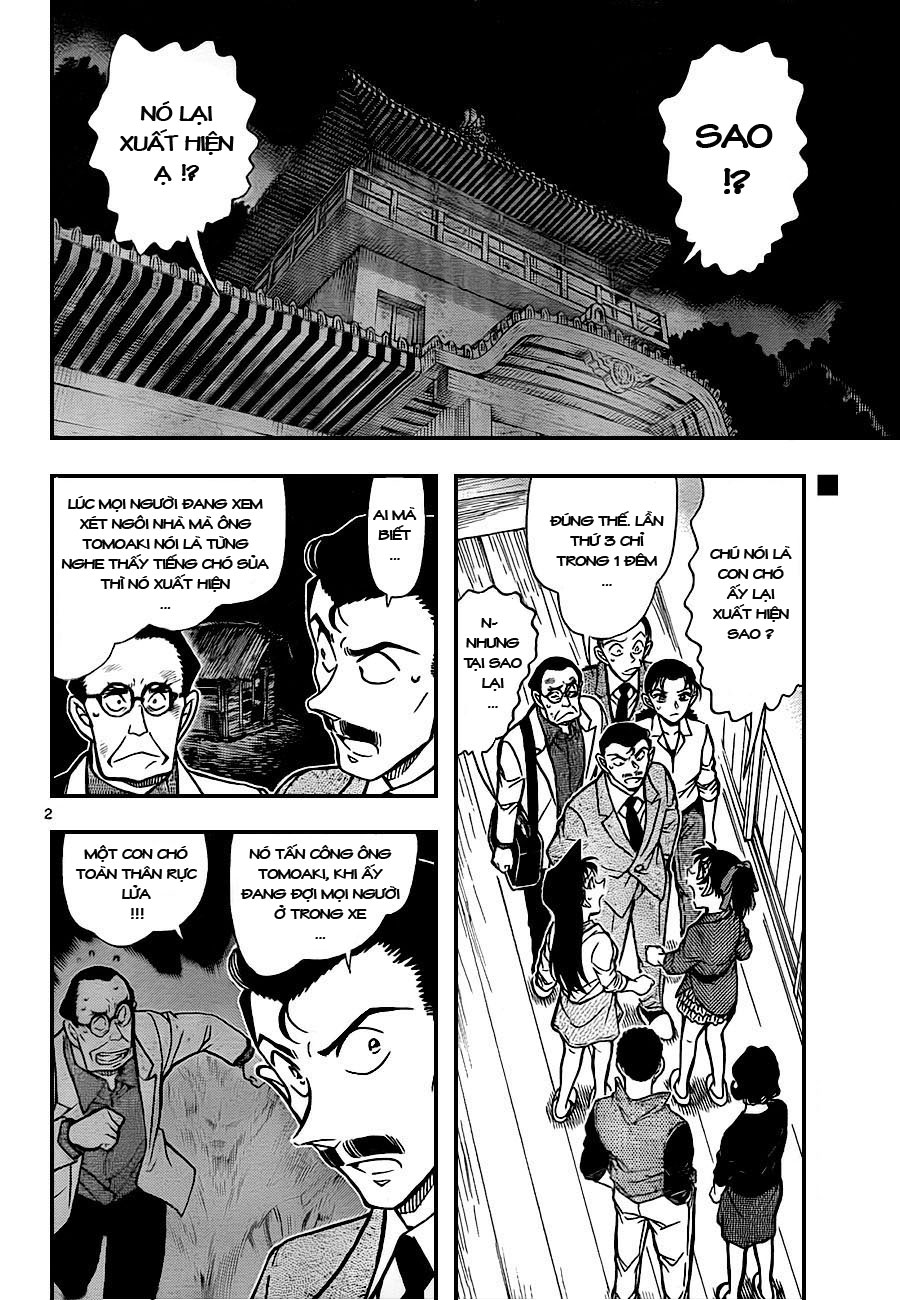 SAO
!?
NÓ LẠI
XUẤT HIỆN
Ạ !?
CHÚ NÓI LÀ
CON CHÓ
ẤY LẠI
XUẤT HIỆN
SAO ?
ĐÚNG THẾ. LẦN
THỨ 3 CHỈ
TRONG 1 ĐÊM
...
N-
NHƯNG
TẠI SAO
LẠI
...
AI MÀ
BIẾT
...
LÚC MỌI NGƯỜI ĐANG XEM
XÉT NGÔI NHÀ MÀ ÔNG
TOMOAKI NÓI LÀ TỪNG
NGHE THẤY TIẾNG CHÓ SỦA
THÌ NÓ XUẤT HIỆN
...
2
NÓ TẤN CÔNG ÔNG
TOMOAKI, KHI ẤY
ĐANG ĐỢI MỌI NGƯỜI
Ở TRONG XE
...
MỘT CON CHÓ
TOÀN THÂN RỰC
LỬA
!!!